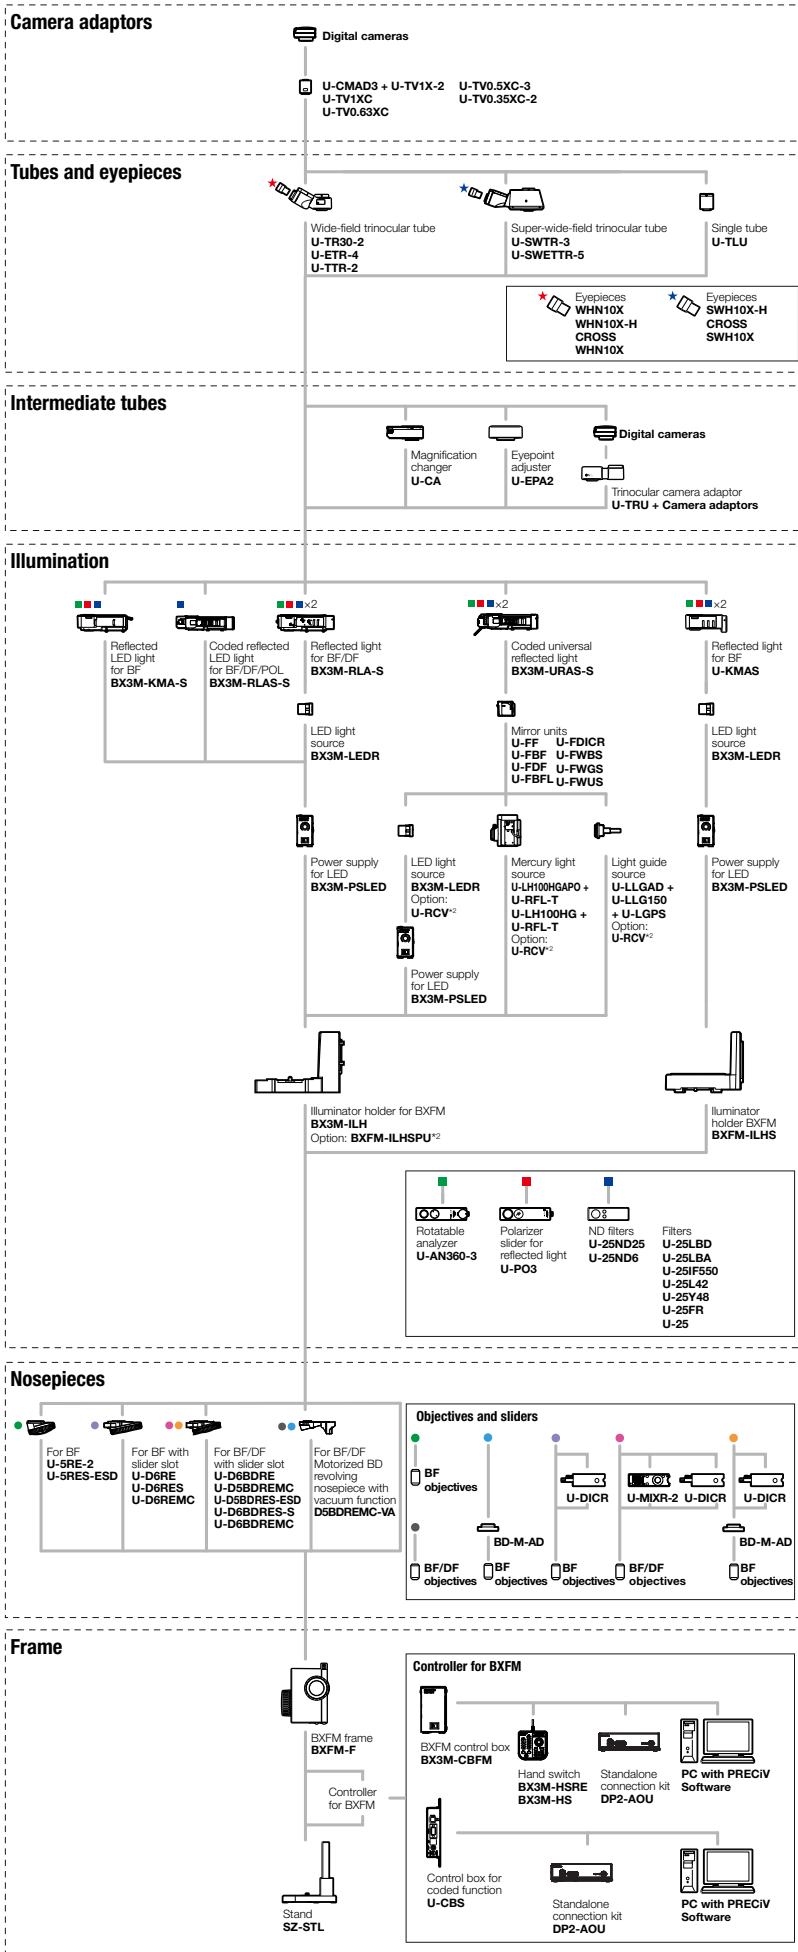 Camera adaptors
Digital cameras
U-CMAD3 + U-TV1X-2 U-TV0.5XC-3
U-TV1XC U-TV0.35XC-2
U-TV0.63XC
Tubes and eyepieces
Wide-field trinocular tube
U-TR30-2
U-ETR-4
U-TTR-2
Super-wide-field trinocular tube
U-SWTR-3
U-SWETTR-5
Single tube
U-TLU
Eyepieces
WHN10X
WHN10X-H
CROSS
WHN10X
Eyepieces
SWH10X-H
CROSS
SWH10X
Intermediate tubes
Magnification
changer
U-CA
Eyepoint
adjuster
U-EPA2
Digital cameras
Trinocular camera adaptor
U-TRU + Camera adaptors
Illumination
×2
×2
×2
Reflected
LED light
for BF
BX3M-KMA-S
Coded reflected
LED light
for BF/DF/POL
BX3M-RLAS-S
Reflected light
for BF/DF
BX3M-RLA-S
Coded universal
reflected light
BX3M-URAS-S
Reflected light
for BF
U-KMAS
LED light
source
BX3M-LEDR
Mirror units
U-FF U-FDICR
U-FBF U-FWBS
U-FDF U-FWGS
U-FBFL U-FWUS
LED light
source
BX3M-LEDR
Power supply
for LED
BX3M-PSLED
LED light
source
BX3M-LEDR
Option:
U-RCV*2
Mercury light
source
U-LH100HGAPO +
U-RFL-T
U-LH100HG +
U-RFL-T
Option:
U-RCV*2
Light guide
source
U-LLGAD +
U-LLG150
+ U-LGPS
Option:
U-RCV*2
Power supply
for LED
BX3M-PSLED
Power supply
for LED
BX3M-PSLED
Illuminator holder for BXFM
BX3M-ILH
Option: BXFM-ILHSPU*2
Iluminator
holder BXFM
BXFM-ILHS
Rotatable
analyzer
U-AN360-3
Polarizer
slider for
reflected light
U-PO3
ND filters
U-25ND25
U-25ND6
Filters
U-25LBD
U-25LBA
U-25IF550
U-25L42
U-25Y48
U-25FR
U-25
Nosepieces
For BF
U-5RE-2
U-5RES-ESD
For BF with
slider slot
U-D6RE
U-D6RES
U-D6REMC
For BF/DF
with slider slot
U-D6BDRE
U-D5BDREMC
U-D5BDRES-ESD
U-D6BDRES-S
U-D6BDREMC
For BF/DF
Motorized BD
revolving
nosepiece with
vacuum function
D5BDREMC-VA
Objectives and sliders
BF
objectives
U-DICR
U-MIXR-2 U-DICR
U-DICR
BD-M-AD
BD-M-AD
BF/DF
objectives
BF
objectives
BF
objectives
BF/DF
objectives
BF
objectives
Frame
BXFM frame
BXFM-F
Controller
for BXFM
Stand
SZ-STL
Controller for BXFM
BXFM control box
BX3M-CBFM
Hand switch
BX3M-HSRE
BX3M-HS
Standalone
connection kit
DP2-AOU
PC with PRECiV
Software
Control box for
coded function
U-CBS
Standalone
connection kit
DP2-AOU
PC with PRECiV
Software